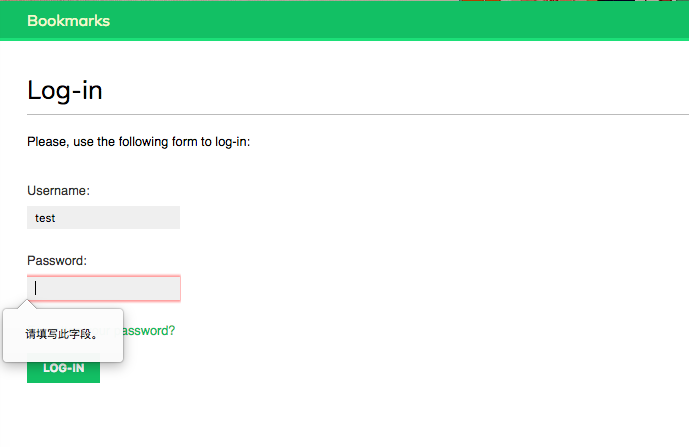 Bookmarks
Log-in
Please, use the following form to log-in:
Username:
test
Password:
请填写此字段。
password?
LOG-IN